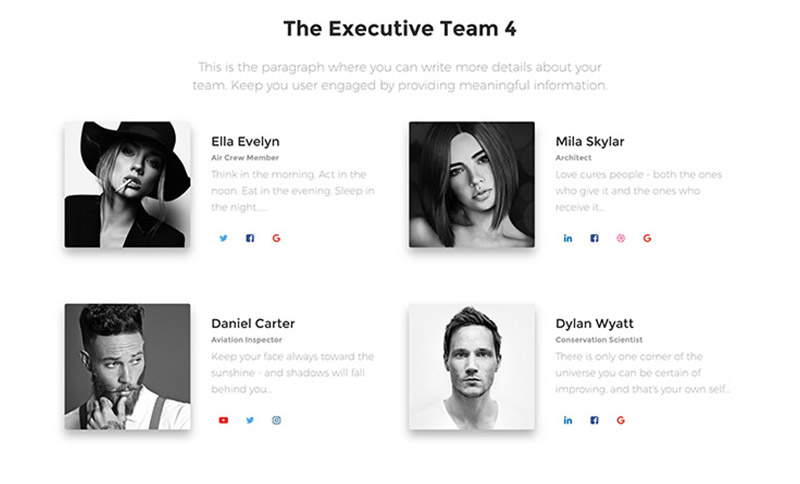 The Executive Team 4
This is the paragraph where you can write more details about your
team. Keep you user engaged by providing meaningful information.
Ella Evelyn
Air Crew Member
Think in the morning. Act in the
noon. Eat in the evening. Sleep in
the night.....
Mila Skylar
Architect
Love cures people - both the ones
who give it and the ones who
receive it...
Daniel Carter
Aviation Inspector
Keep your face always toward the
sunshine - and shadows will fall
behind you...
Dylan Wyatt
Conservation Scientist
There is only one corner of the
universe you can be certain of
improving, and that's your own self...